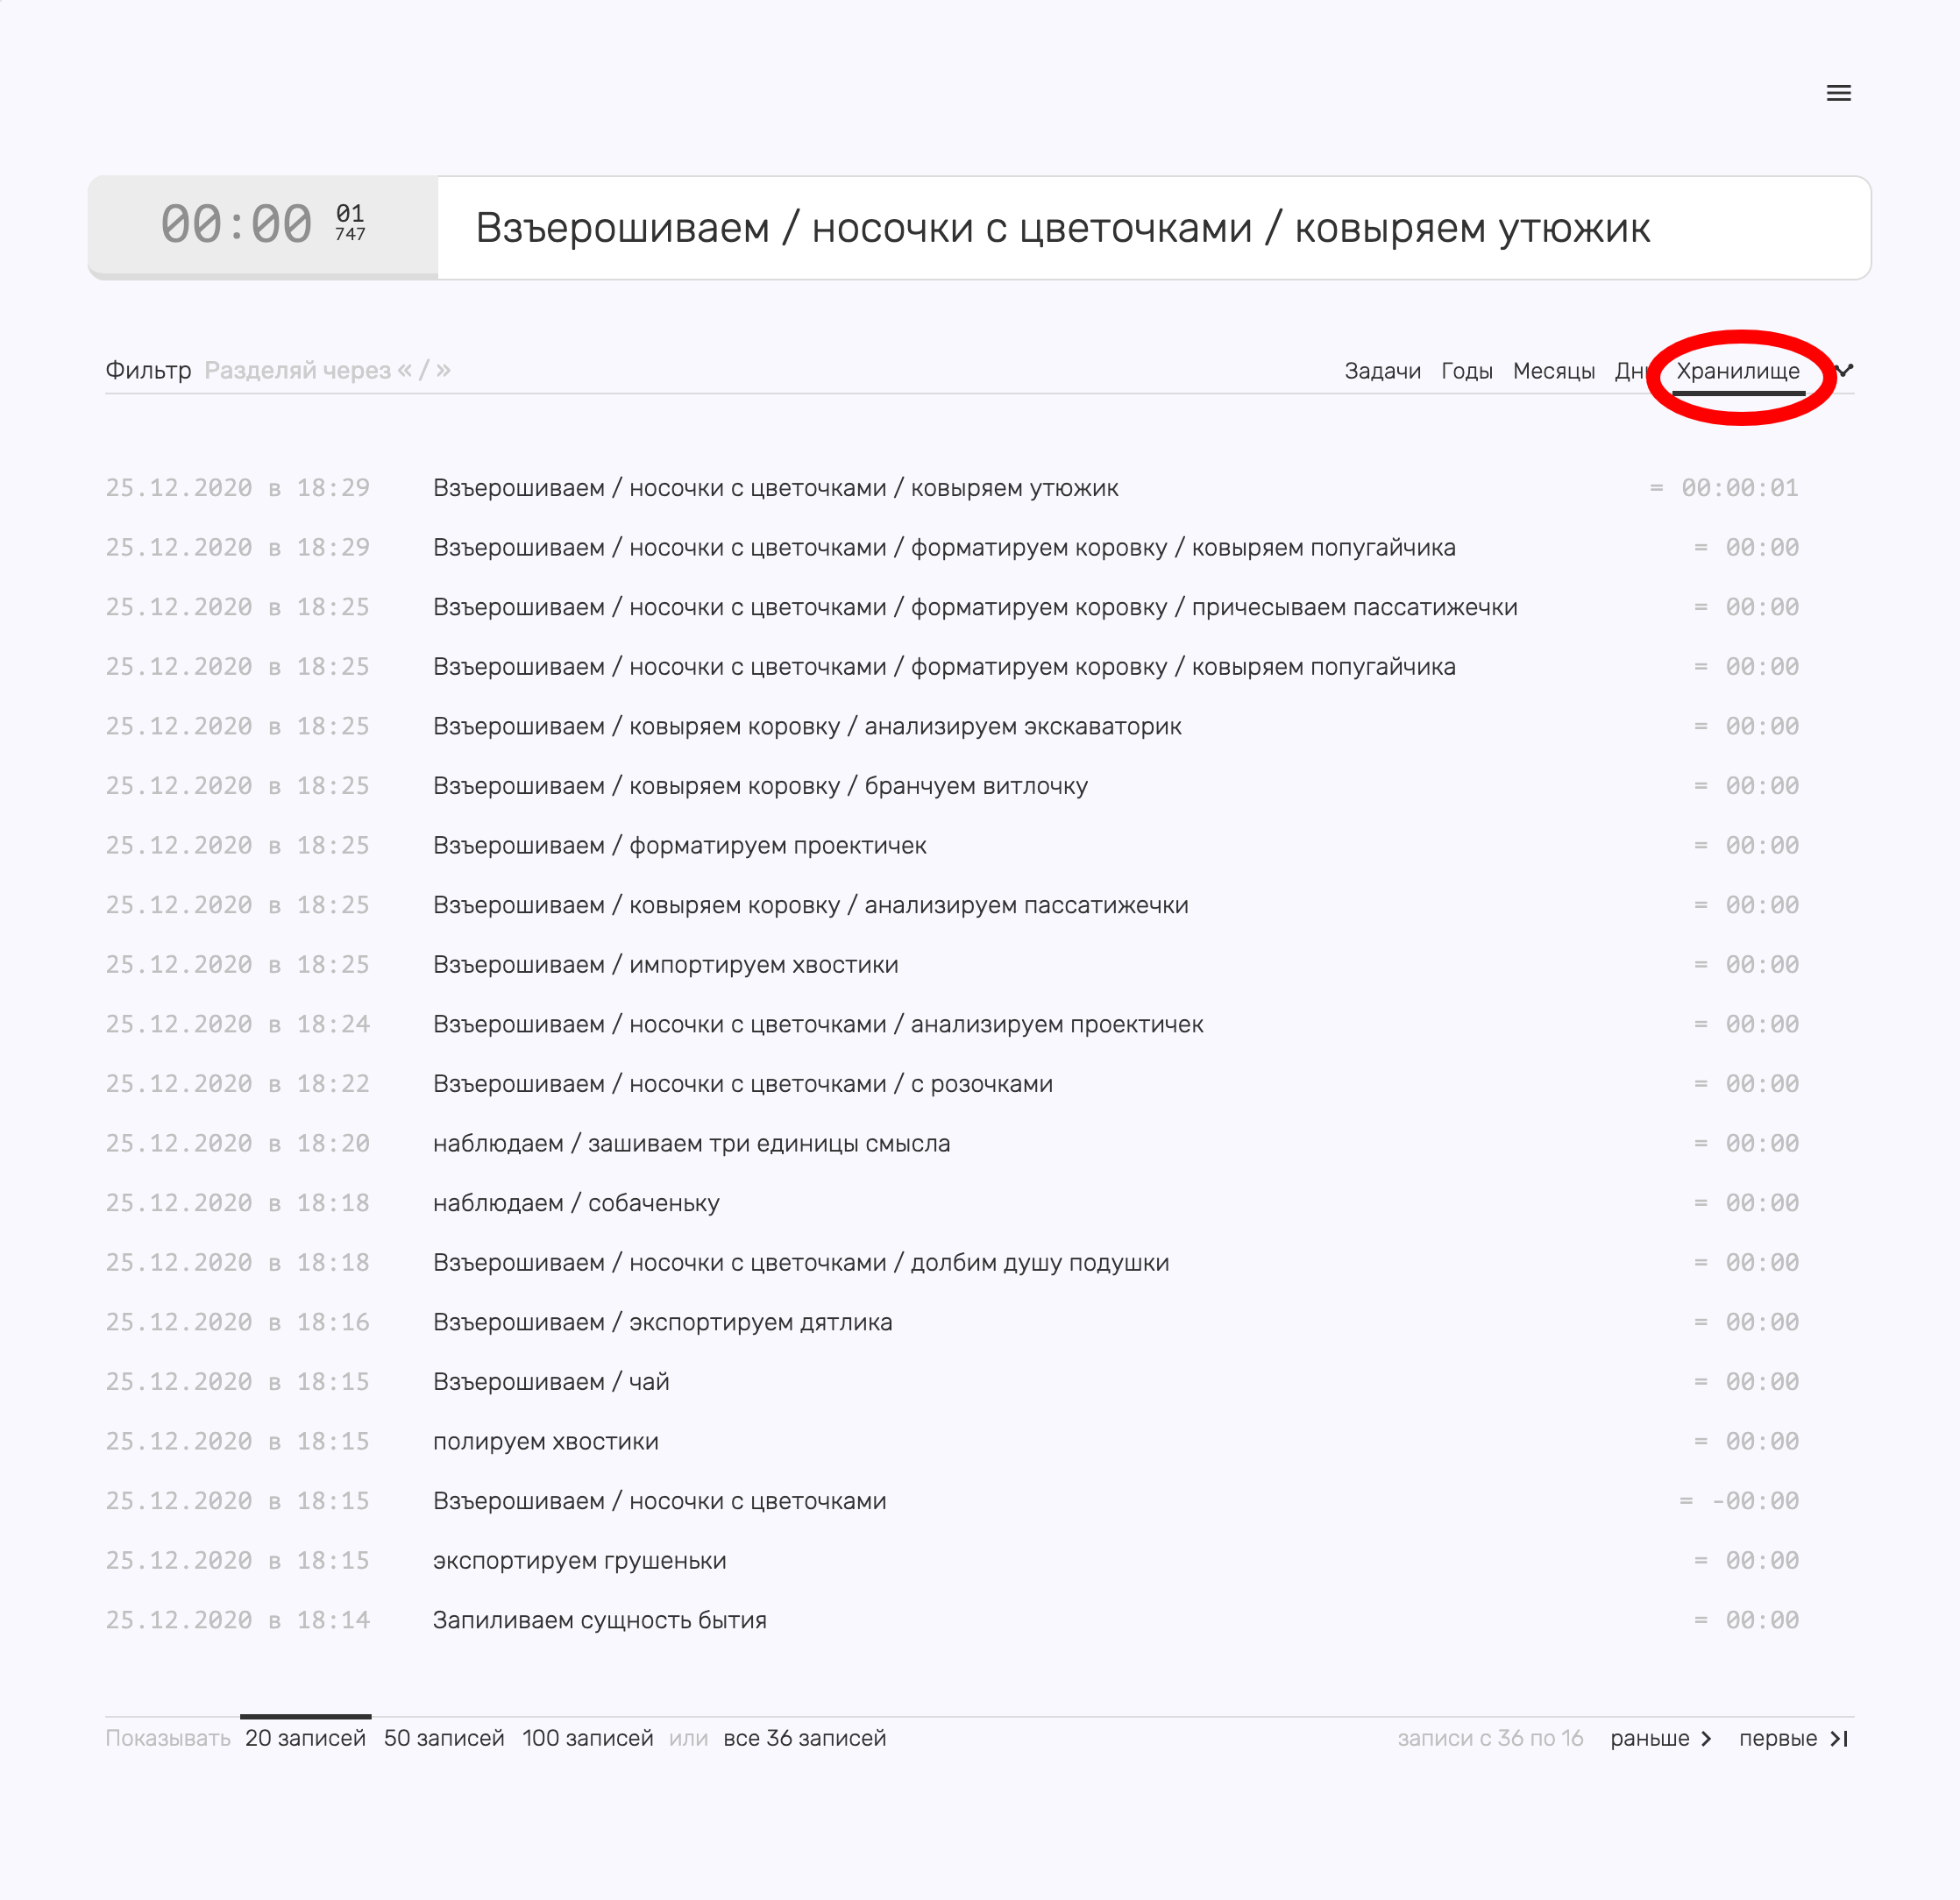 00:00 01 747 Взъерошиваем / носочки с цветочками / ковыряем утюжик
Фильтр Разделяй через « / » Задачи Годы Месяцы Дни Хранилище
25.12.2020 в 18:29 Взъерошиваем / носочки с цветочками / ковыряем утюжик = 00:00:01
25.12.2020 в 18:29 Взъерошиваем / носочки с цветочками / форматируем коровку / ковыряем попугайчика = 00:00
25.12.2020 в 18:25 Взъерошиваем / носочки с цветочками / форматируем коровку / причесываем пассатижечки = 00:00
25.12.2020 в 18:25 Взъерошиваем / носочки с цветочками / форматируем коровку / ковыряем попугайчика = 00:00
25.12.2020 в 18:25 Взъерошиваем / ковыряем коровку / анализируем экскаваторик = 00:00
25.12.2020 в 18:25 Взъерошиваем / ковыряем коровку / бранчуем витлочку = 00:00
25.12.2020 в 18:25 Взъерошиваем / форматируем проектичек = 00:00
25.12.2020 в 18:25 Взъерошиваем / ковыряем коровку / анализируем пассатижечки = 00:00
25.12.2020 в 18:25 Взъерошиваем / импортируем хвостики = 00:00
25.12.2020 в 18:24 Взъерошиваем / носочки с цветочками / анализируем проектичек = 00:00
25.12.2020 в 18:22 Взъерошиваем / носочки с цветочками / с розочками = 00:00
25.12.2020 в 18:20 наблюдаем / зашиваем три единицы смысла = 00:00
25.12.2020 в 18:18 наблюдаем / собаченьку = 00:00
25.12.2020 в 18:18 Взъерошиваем / носочки с цветочками / долбим душу подушки = 00:00
25.12.2020 в 18:16 Взъерошиваем / экспортируем дятлика = 00:00
25.12.2020 в 18:15 Взъерошиваем / чай = 00:00
25.12.2020 в 18:15 полируем хвостики = 00:00
25.12.2020 в 18:15 Взъерошиваем / носочки с цветочками = -00:00
25.12.2020 в 18:15 экспортируем грушеньки = 00:00
25.12.2020 в 18:14 Запиливаем сущность бытия = 00:00
Показывать 20 записей 50 записей 100 записей или все 36 записей записи с 36 по 16 раньше первые